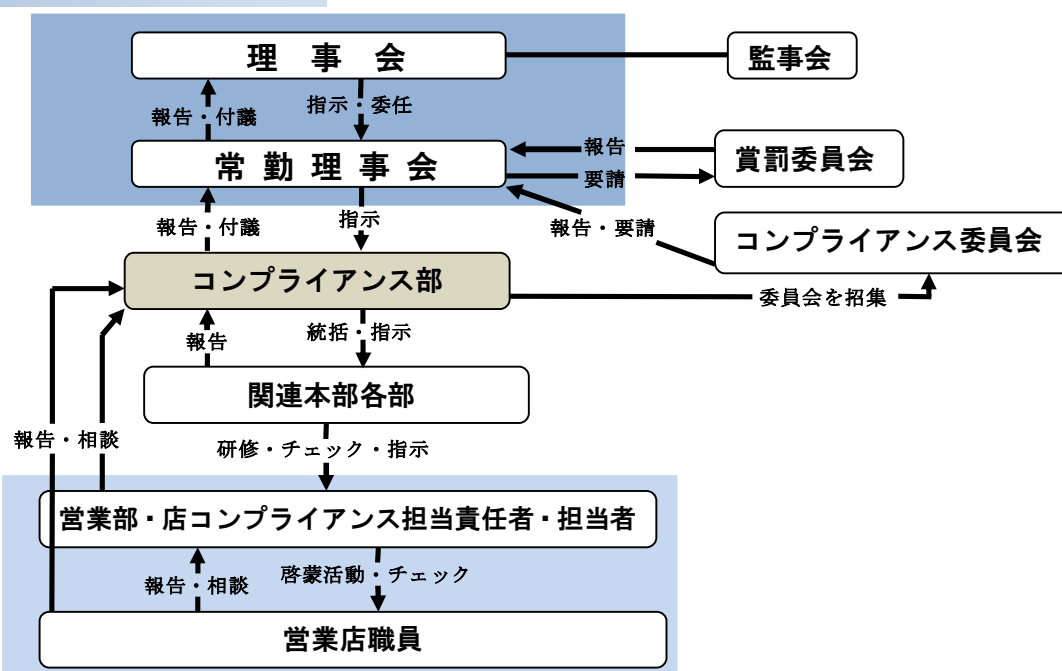 理事会
監事会
報告・付議
指示・委任
常勤理事会
報告
要請
賞罰委員会
報告・付議
指示
報告・要請
コンプライアンス委員会
コンプライアンス部
委員会を招集
報告
統括・指示
関連本部各部
報告・相談
研修・チェック・指示
営業部・店コンプライアンス担当責任者・担当者
報告・相談
啓蒙活動・チェック
営業店職員